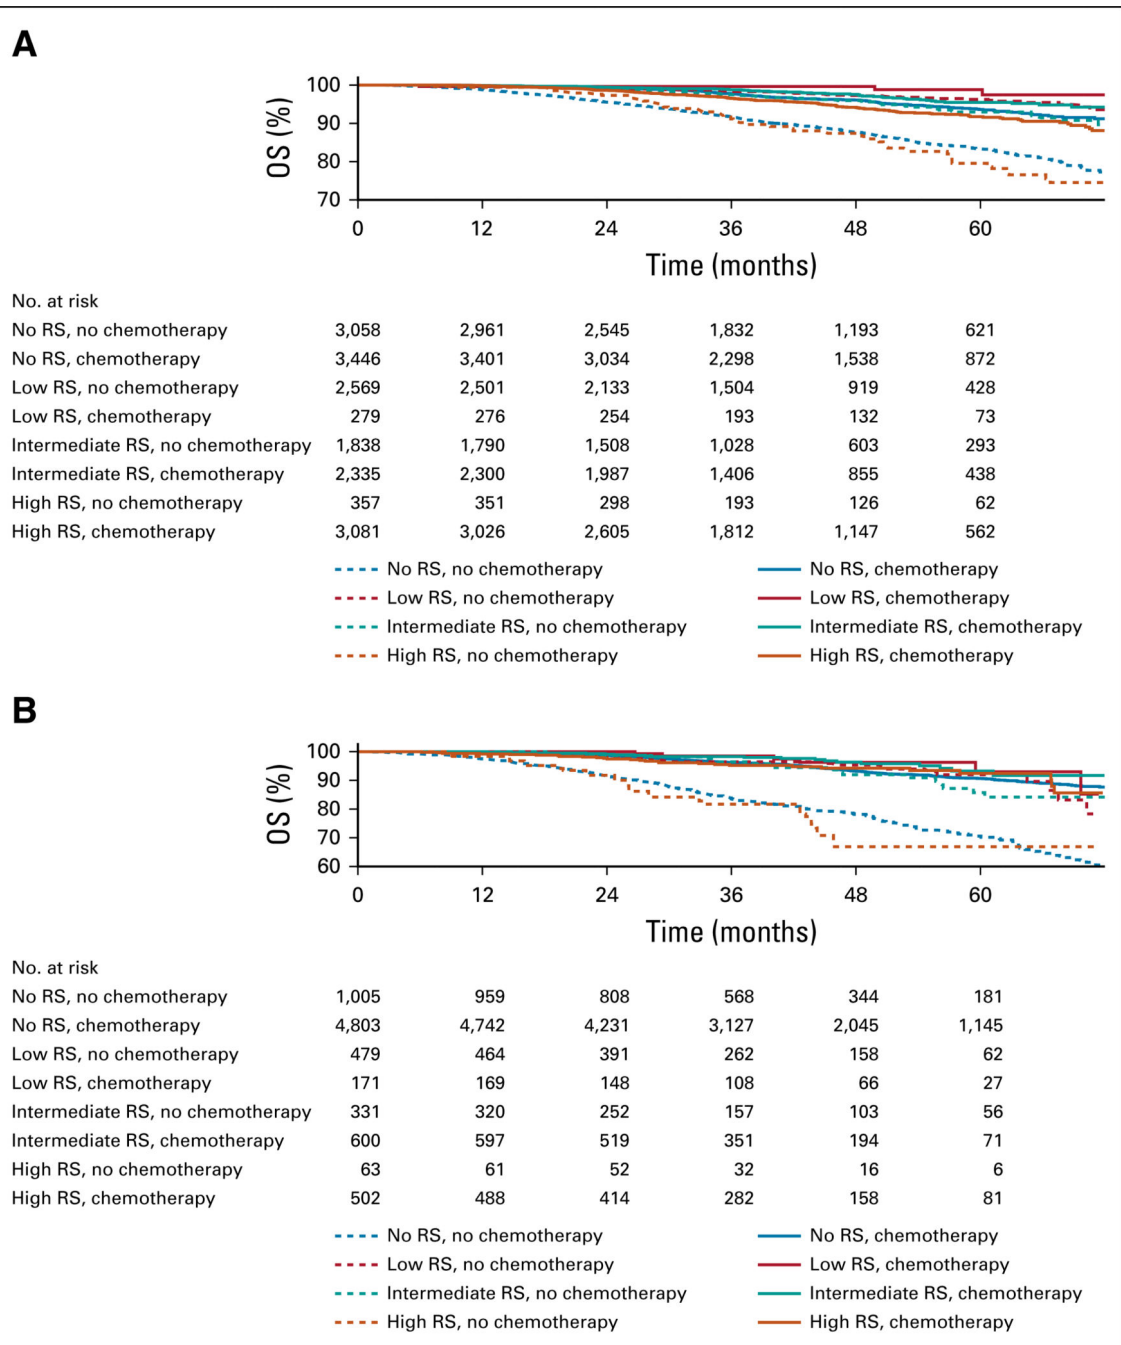 A
100
90
80
70
OS (%)
0 12 24 36 48 60
Time (months)
No. at risk
No RS, no chemotherapy 3,058 2,961 2,545 1,832 1,193 621
No RS, chemotherapy 3,446 3,401 3,034 2,298 1,538 872
Low RS, no chemotherapy 2,569 2,501 2,133 1,504 919 428
Low RS, chemotherapy 279 276 254 193 132 73
Intermediate RS, no chemotherapy 1,838 1,790 1,508 1,028 603 293
Intermediate RS, chemotherapy 2,335 2,300 1,987 1,406 855 438
High RS, no chemotherapy 357 351 298 193 126 62
High RS, chemotherapy 3,081 3,026 2,605 1,812 1,147 562
No RS, no chemotherapy No RS, chemotherapy
Low RS, no chemotherapy Low RS, chemotherapy
Intermediate RS, no chemotherapy Intermediate RS, chemotherapy
High RS, no chemotherapy High RS, chemotherapy
B
100
90
80
70
60
OS (%)
0 12 24 36 48 60
Time (months)
No. at risk
No RS, no chemotherapy 1,005 959 808 568 344 181
No RS, chemotherapy 4,803 4,742 4,231 3,127 2,045 1,145
Low RS, no chemotherapy 479 464 391 262 158 62
Low RS, chemotherapy 171 169 148 108 66 27
Intermediate RS, no chemotherapy 331 320 252 157 103 56
Intermediate RS, chemotherapy 600 597 519 351 194 71
High RS, no chemotherapy 63 61 52 32 16 6
High RS, chemotherapy 502 488 414 282 158 81
No RS, no chemotherapy No RS, chemotherapy
Low RS, no chemotherapy Low RS, chemotherapy
Intermediate RS, no chemotherapy Intermediate RS, chemotherapy
High RS, no chemotherapy High RS, chemotherapy